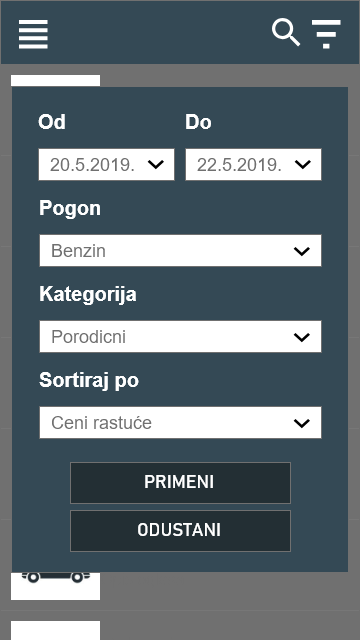 Od Do
20.5.2019. 22.5.2019.
Pogon
Benzin
Kategorija
Porodicni
Sortiraj po
Ceni rastuće
PRIMENI
ODUSTANI